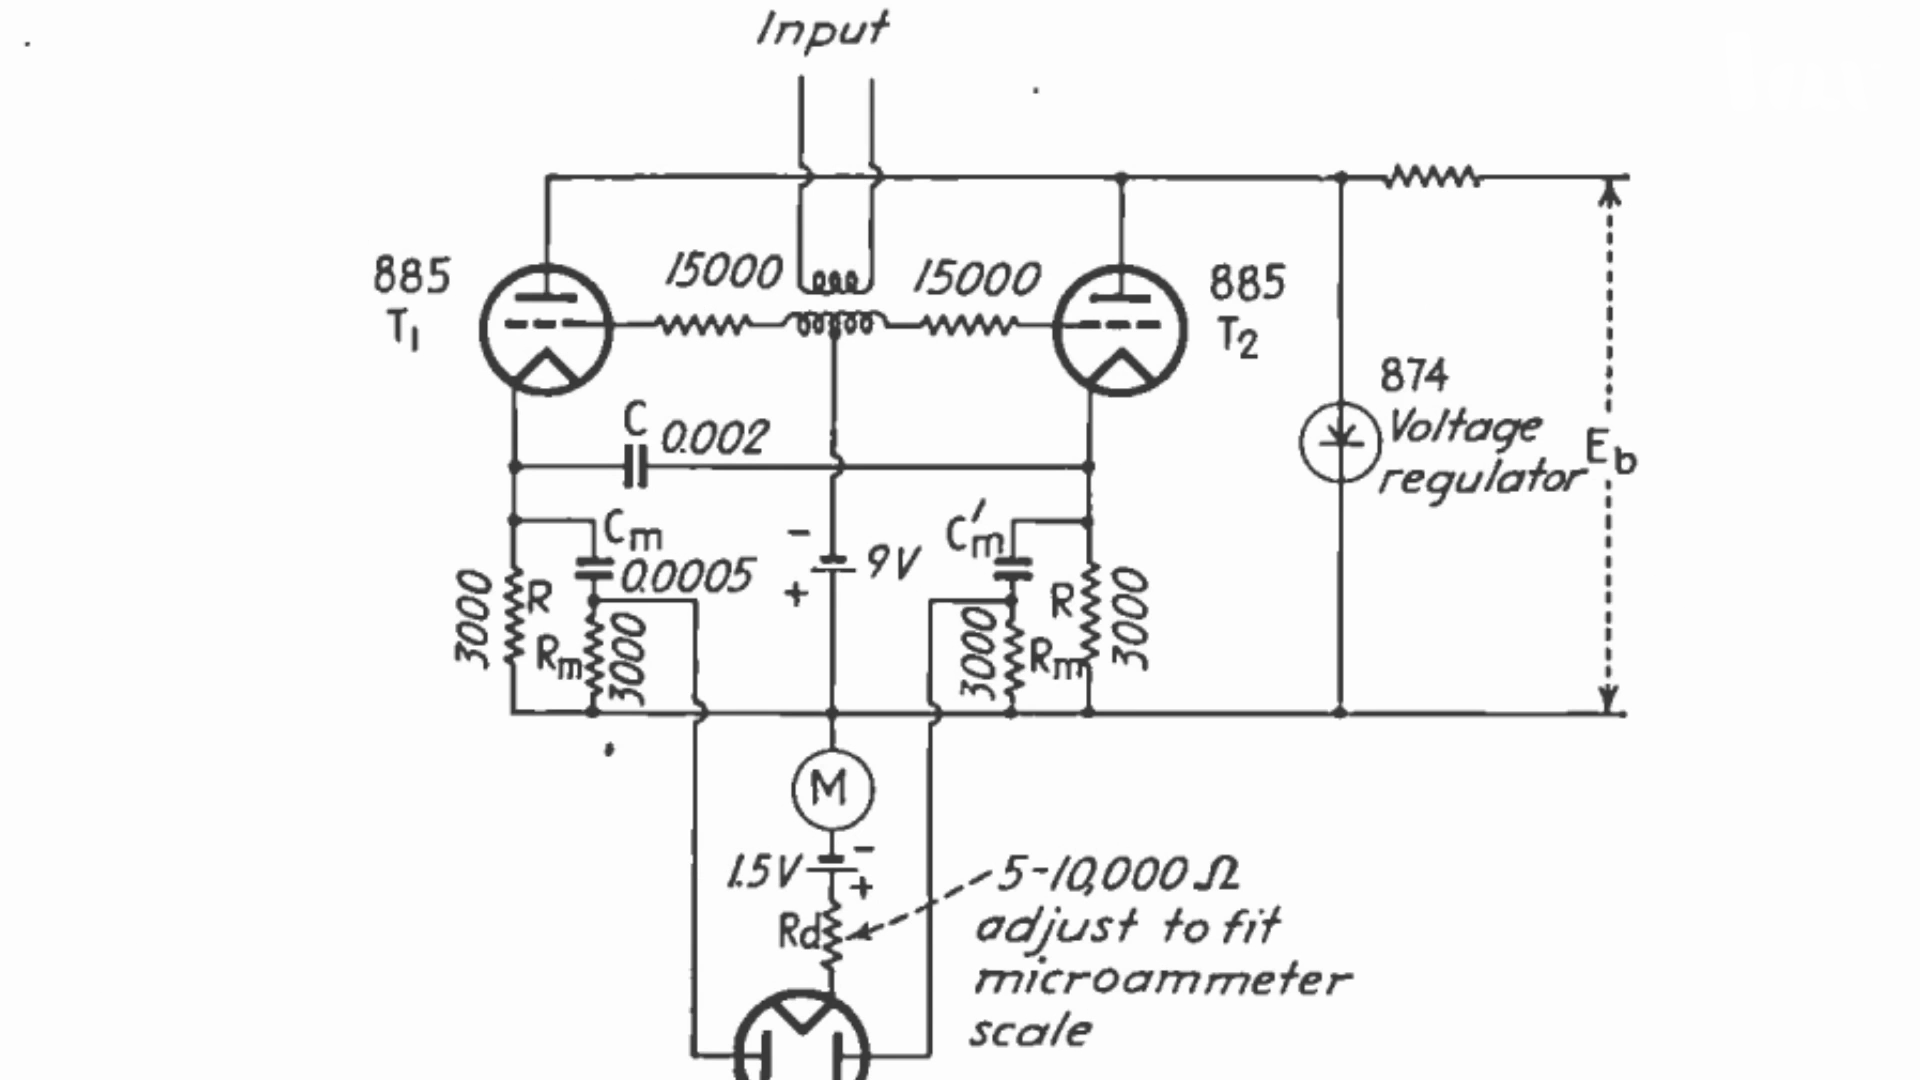 Input
885
T1
15000
15000
885
T2
874
Voltage
regulator
Eb
C
0.002
Cm
0.0005
C'm
-
9V
+
3000
R
Rm
3000
3000
Rm
R
3000
M
1.5V
-
+
Rd
5-10,000 Ω
adjust to fit
microammeter
scale